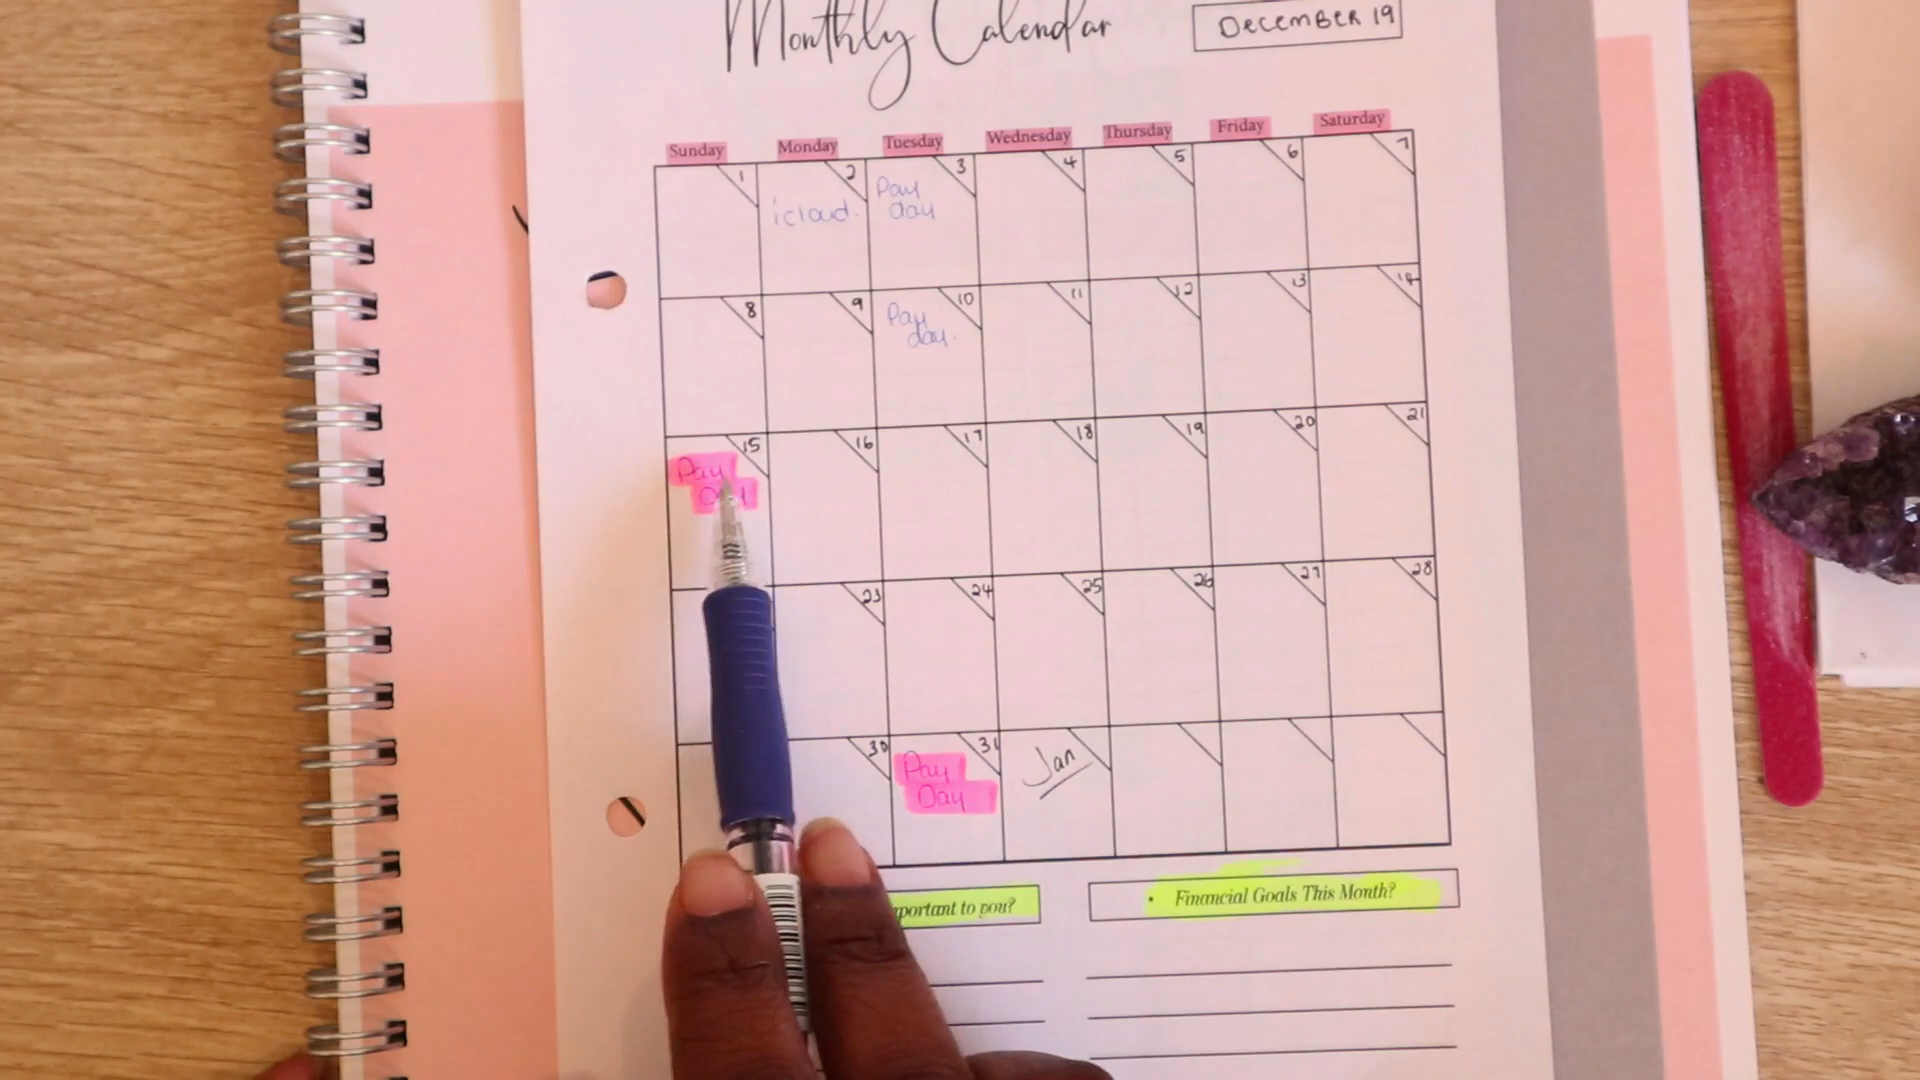 Monthly Calendar
DECEMBER 19
Sunday Monday Tuesday Wednesday Thursday Friday Saturday
1 2 3 4 5 6 7
icloud. Pay
day
8 9 10 11 12 13 14
Pay
day.
15 16 17 18 19 20 21
Pay
23 24 25 26 27 28
30 31
Pay
Day
Jan
to you?
• Financial Goals This Month?